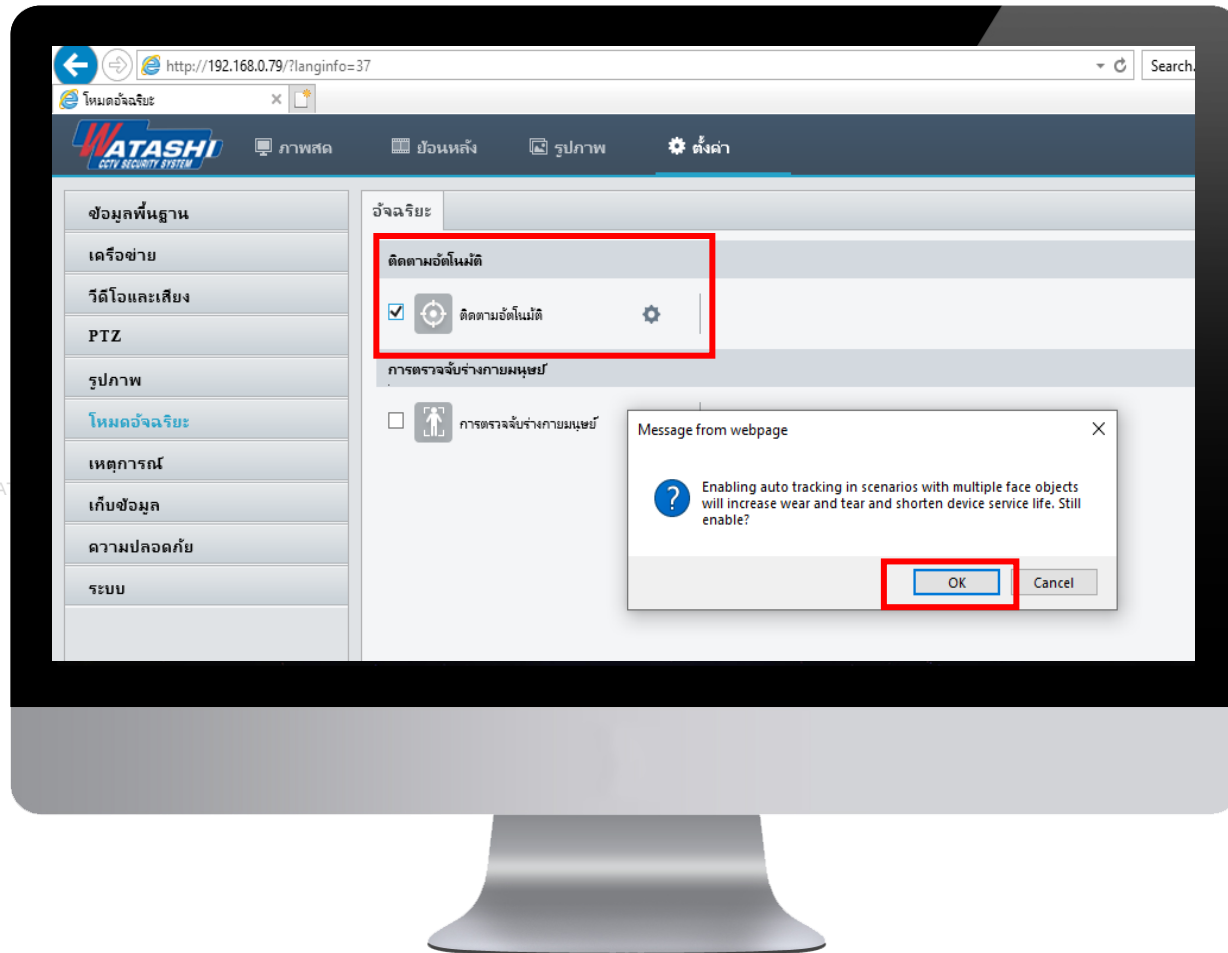 http://192.168.0.79/?langinfo=37
Search.
โหมดอัจฉริยะ
WATASHI
CCTV SECURITY SYSTEM
ภาพสด
ย้อนหลัง
รูปภาพ
ตั้งค่า
ข้อมูลพื้นฐาน
เครือข่าย
วีดีโอและเสียง
PTZ
รูปภาพ
โหมดอัจฉริยะ
เหตุการณ์
เก็บข้อมูล
ความปลอดภัย
ระบบ
อัจฉริยะ
ติดตามอัตโนมัติ
ติดตามอัตโนมัติ
การตรวจจับร่างกายมนุษย์
การตรวจจับร่างกายมนุษย์
Message from webpage
Enabling auto tracking in scenarios with multiple face objects
will increase wear and tear and shorten device service life. Still
enable?
OK
Cancel